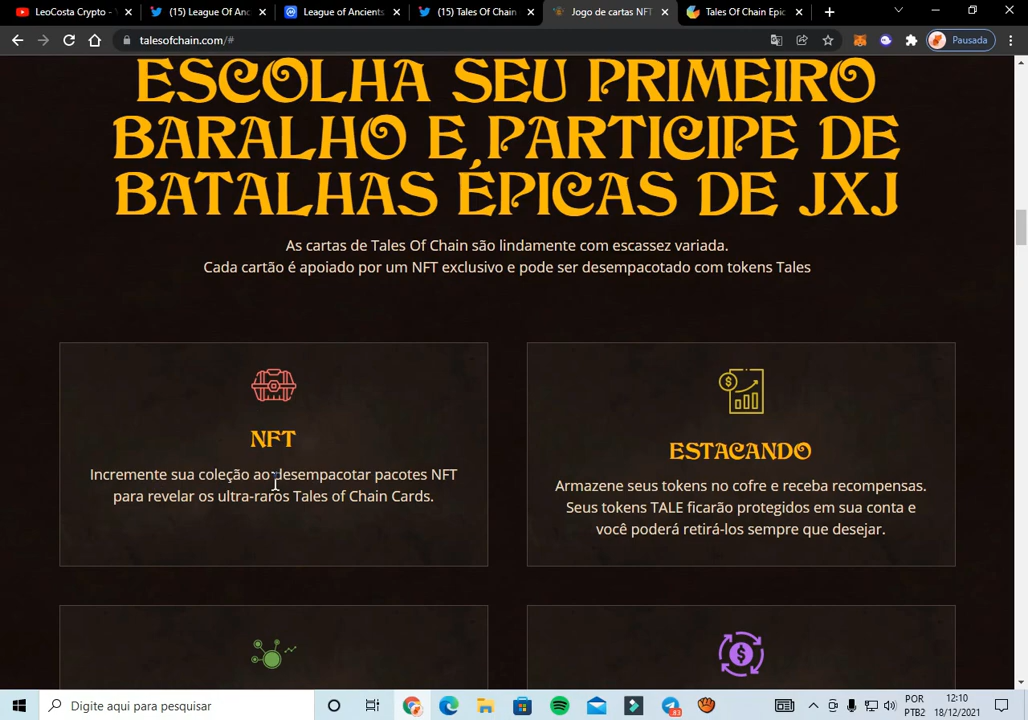 LeoCosta Crypto - Y
(15) League Of Anc
League of Ancients
(15) Tales Of Chain
Jogo de cartas NFT
Tales Of Chain Epic
talesofchain.com/#
Pausada
ESCOLHA SEU PRIMEIRO
BARALHO E PARTICIPE DE
BATALHAS ÉPICAS DE JXJ
As cartas de Tales Of Chain são lindamente com escassez variada.
Cada cartão é apoiado por um NFT exclusivo e pode ser desempacotado com tokens Tales
NFT
Incremente sua coleção ao desempacotar pacotes NFT
para revelar os ultra-raros Tales of Chain Cards.
ESTACANDO
Armazene seus tokens no cofre e receba recompensas.
Seus tokens TALE ficarão protegidos em sua conta e
você poderá retirá-los sempre que desejar.
Digite aqui para pesquisar
83
POR
PTB2
12:10
18/12/2021